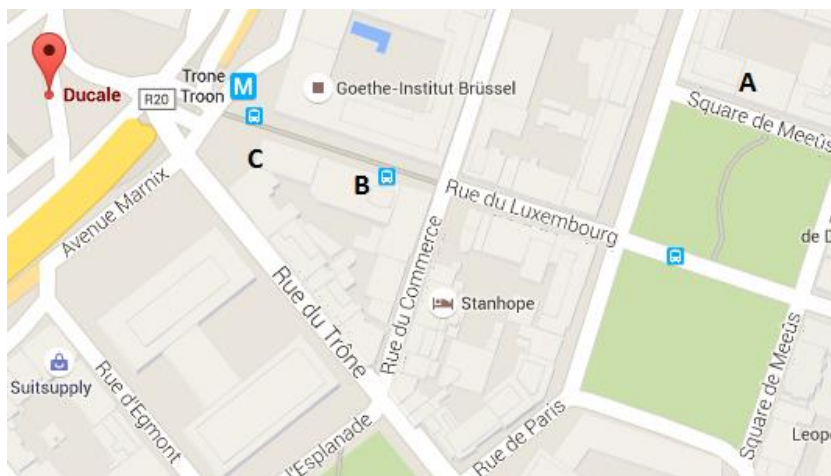 A
Trone
Troon
M
Goethe-Institut Brüssel
Ducale
R20
Square de Meeûs
C
B
Avenue Marnix
Rue du Luxembourg
de D
Rue du Commerce
Stanhope
Rue du Trône
Suitsupply
Rue d'Egmont
l'Esplanade
Rue de Paris
Square de Meeûs
Leop